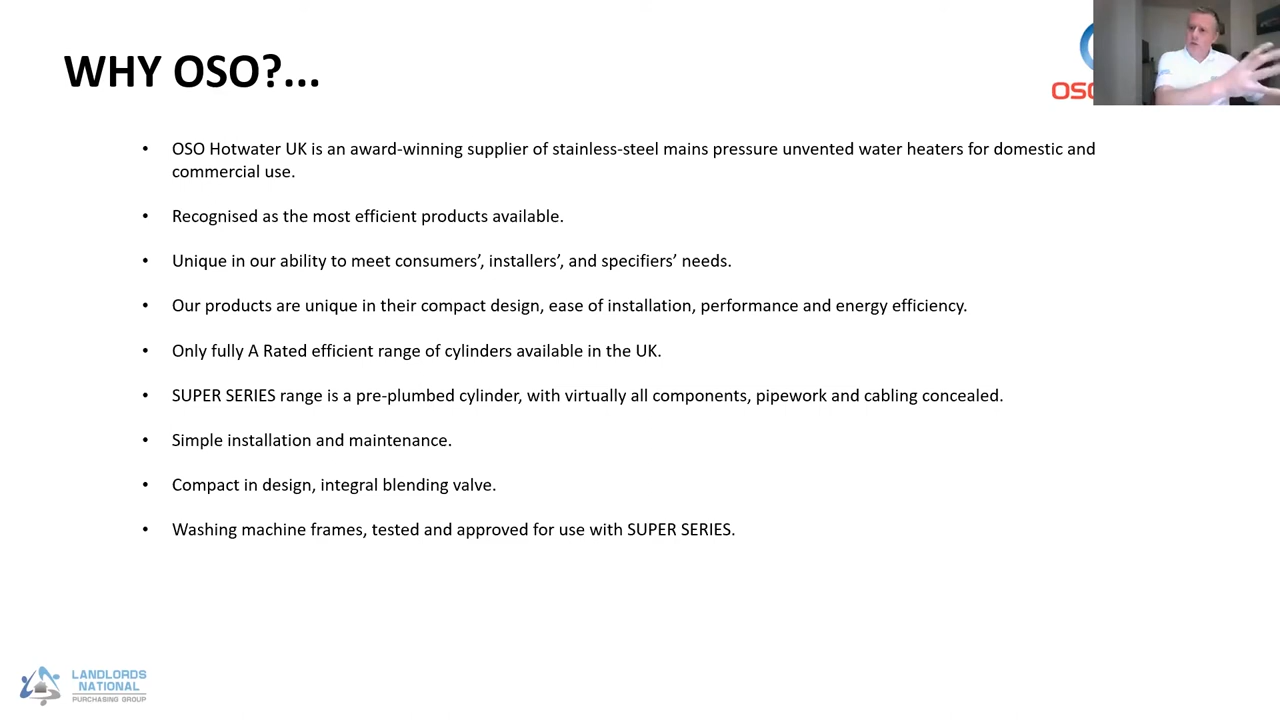 WHY OSO?...
OSO
• OSO Hotwater UK is an award-winning supplier of stainless-steel mains pressure unvented water heaters for domestic and
commercial use.
• Recognised as the most efficient products available.
• Unique in our ability to meet consumers’, installers’, and specifiers’ needs.
• Our products are unique in their compact design, ease of installation, performance and energy efficiency.
• Only fully A Rated efficient range of cylinders available in the UK.
• SUPER SERIES range is a pre-plumbed cylinder, with virtually all components, pipework and cabling concealed.
• Simple installation and maintenance.
• Compact in design, integral blending valve.
• Washing machine frames, tested and approved for use with SUPER SERIES.
LANDLORDS
NATIONAL
PURCHASING GROUP